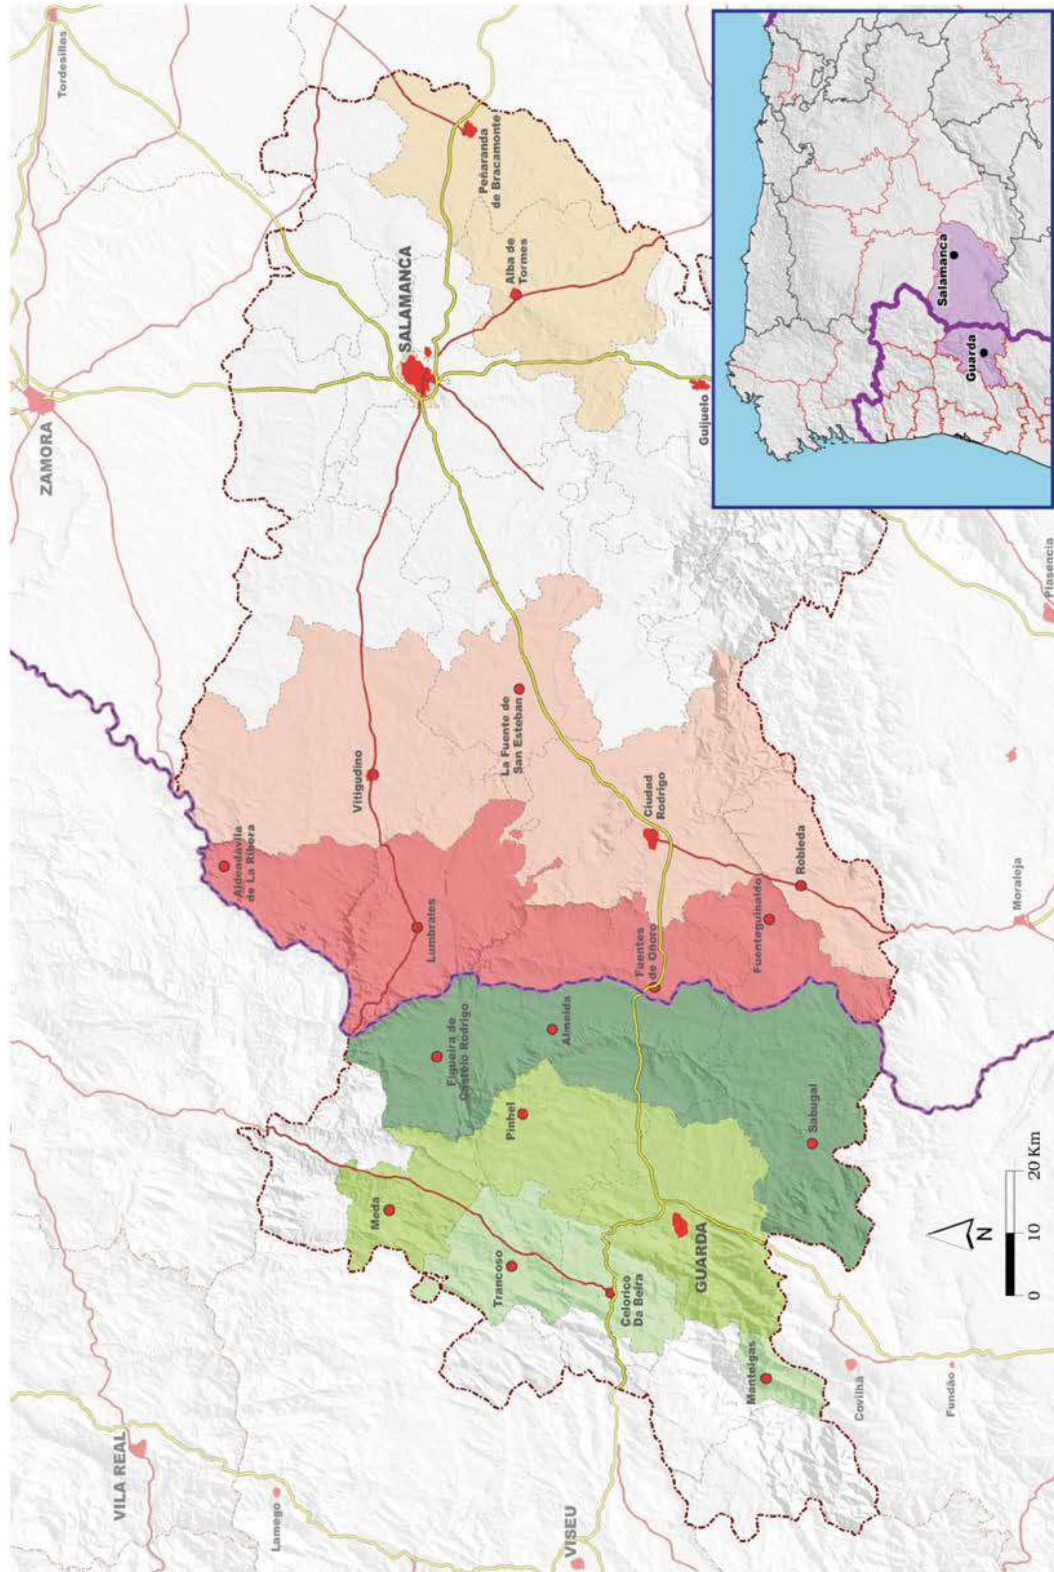 Tordesillas
ZAMORA
Peñaranda
de Bracamonte
Alba de
Tormes
SALAMANCA
Guijuelo
Vitigudino
La Fuente de
San Esteban
Ciudad
Rodrigo
Robleda
Aldeadávila
de La Ribera
Lumbrales
Fuentes
de Oñoro
Fuenteguinaldo
Moraleja
Plasencia
Figueira de
Castelo Rodrigo
Almeida
Pinhel
Sabugal
Meda
Trancoso
Celorico
Da Beira
GUARDA
Manteigas
Covilhã
Fundão
VILA REAL
Lamego
VISEU
N
0 10 20 Km
Salamanca
Guarda